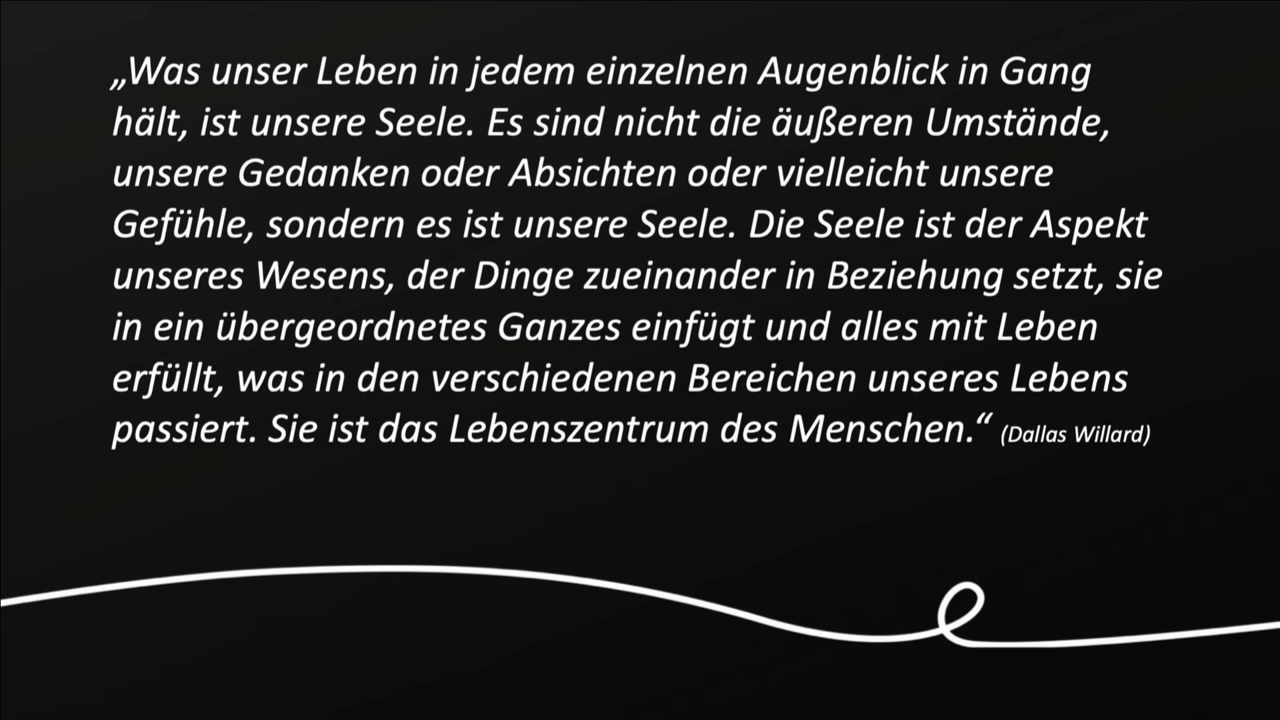 „Was unser Leben in jedem einzelnen Augenblick in Gang
hält, ist unsere Seele. Es sind nicht die äußeren Umstände,
unsere Gedanken oder Absichten oder vielleicht unsere
Gefühle, sondern es ist unsere Seele. Die Seele ist der Aspekt
unseres Wesens, der Dinge zueinander in Beziehung setzt, sie
in ein übergeordnetes Ganzes einfügt und alles mit Leben
erfüllt, was in den verschiedenen Bereichen unseres Lebens
passiert. Sie ist das Lebenszentrum des Menschen.“ (Dallas Willard)